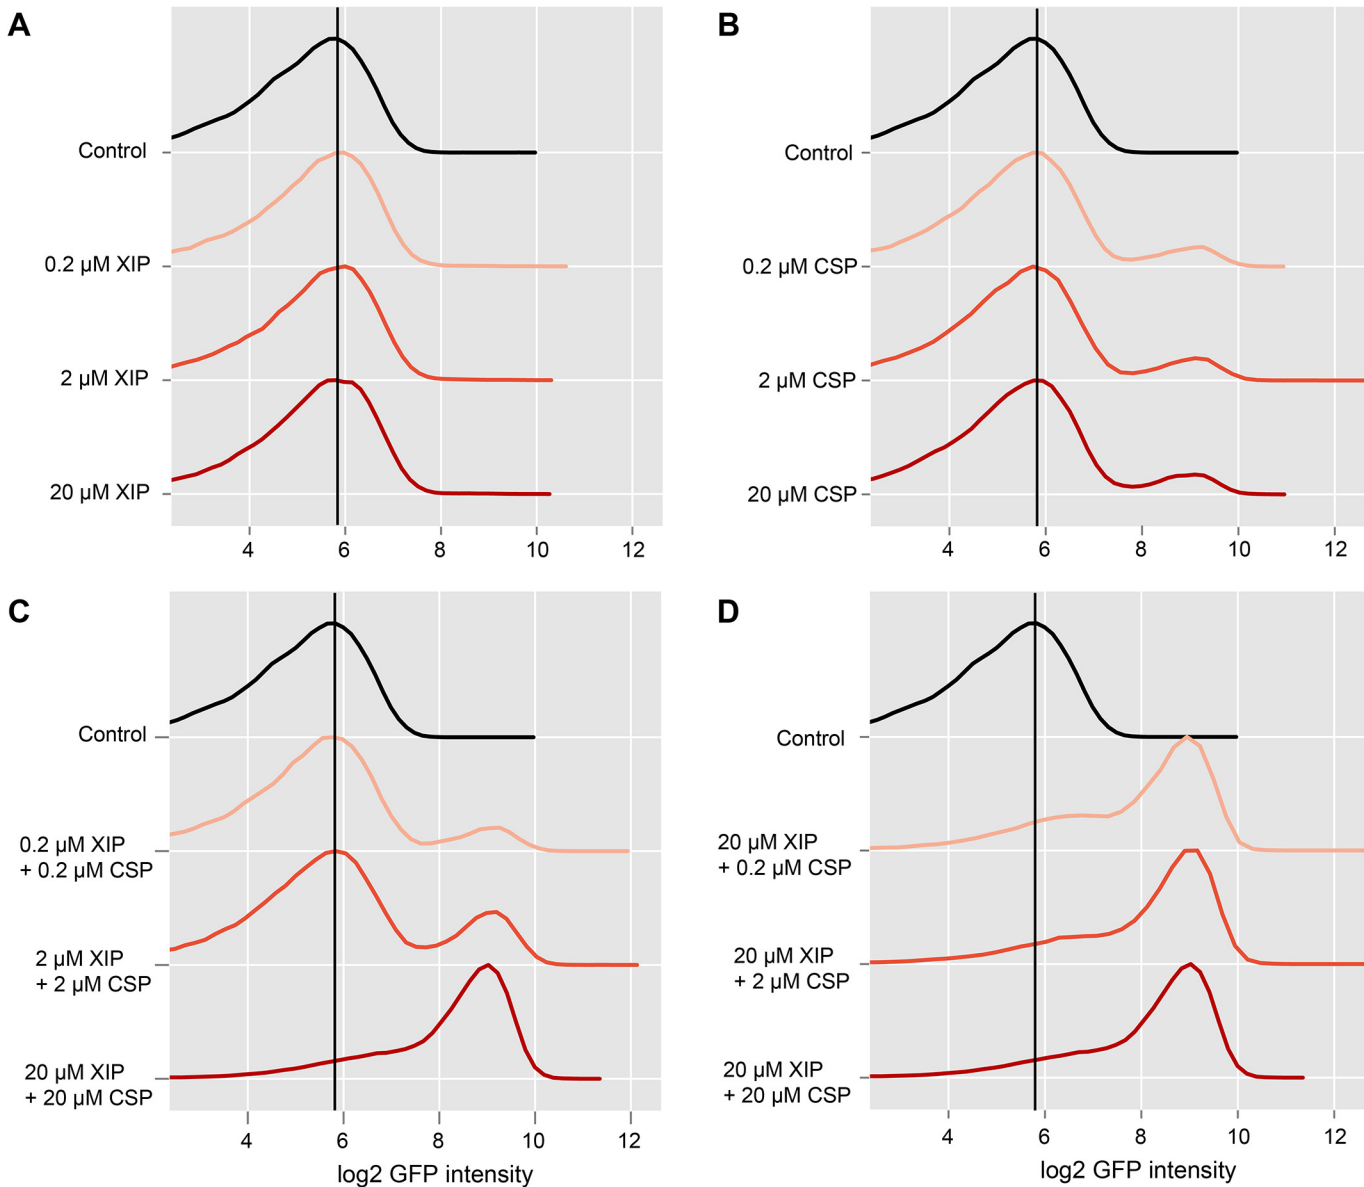 A
Control
0.2 µM XIP
2 µM XIP
20 µM XIP
4 6 8 10 12
B
Control
0.2 µM CSP
2 µM CSP
20 µM CSP
4 6 8 10 12
C
Control
0.2 µM XIP
+ 0.2 µM CSP
2 µM XIP
+ 2 µM CSP
20 µM XIP
+ 20 µM CSP
4 6 8 10 12
log2 GFP intensity
D
Control
20 µM XIP
+ 0.2 µM CSP
20 µM XIP
+ 2 µM CSP
20 µM XIP
+ 20 µM CSP
4 6 8 10 12
log2 GFP intensity